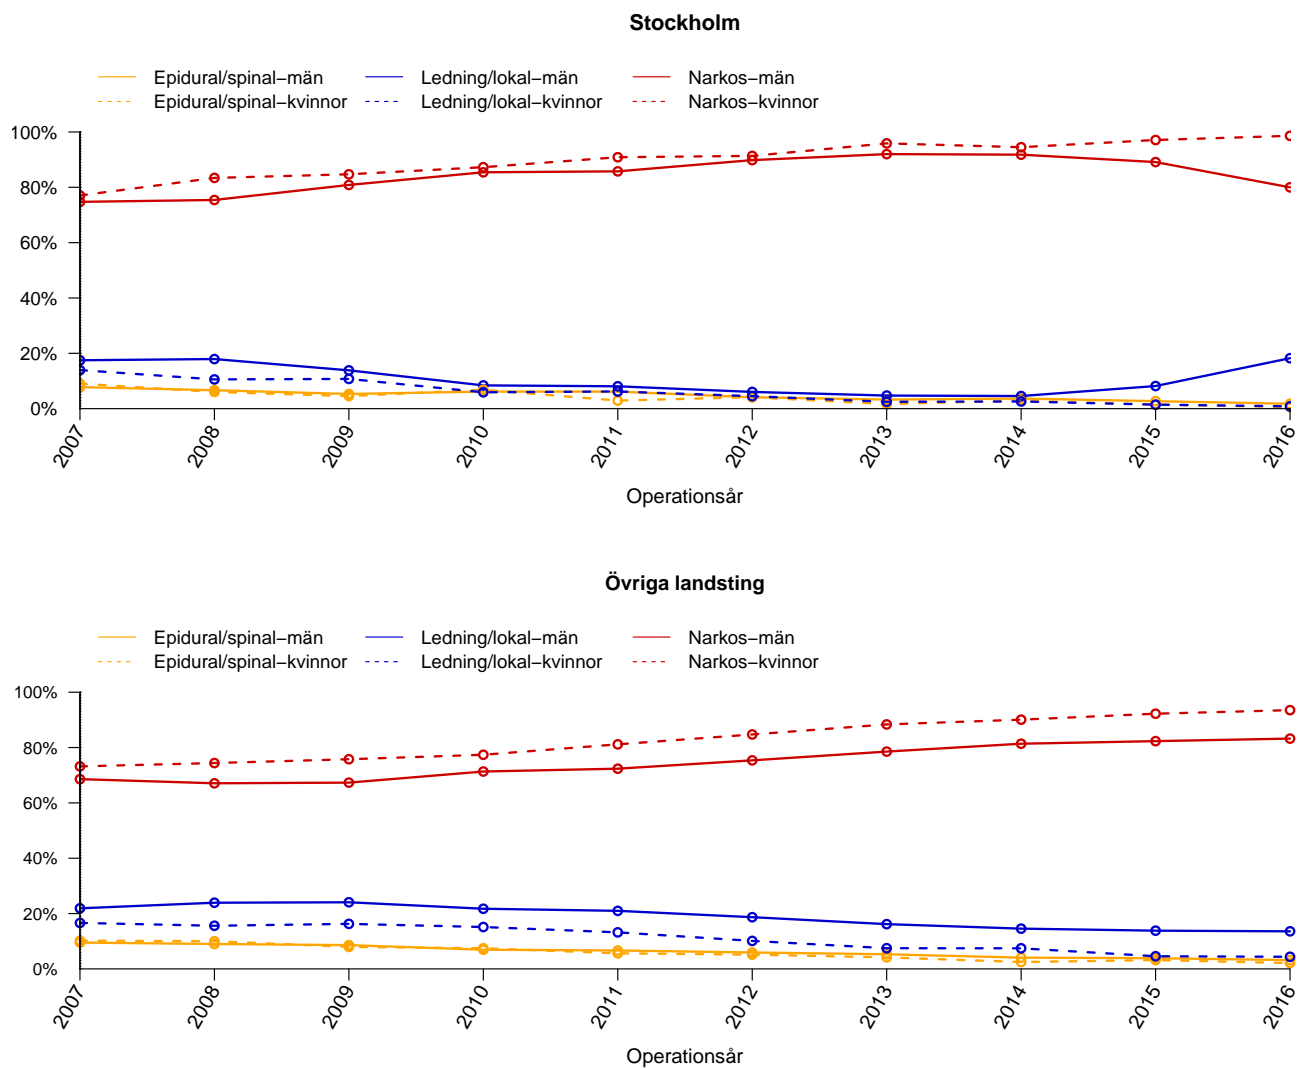 Stockholm
Epidural/spinal−män Ledning/lokal−män Narkos−män
Epidural/spinal−kvinnor Ledning/lokal−kvinnor Narkos−kvinnor
100%
80%
60%
40%
20%
0%
2007 2008 2009 2010 2011 2012 2013 2014 2015 2016
Operationsår
Övriga landsting
Epidural/spinal−män Ledning/lokal−män Narkos−män
Epidural/spinal−kvinnor Ledning/lokal−kvinnor Narkos−kvinnor
100%
80%
60%
40%
20%
0%
2007 2008 2009 2010 2011 2012 2013 2014 2015 2016
Operationsår